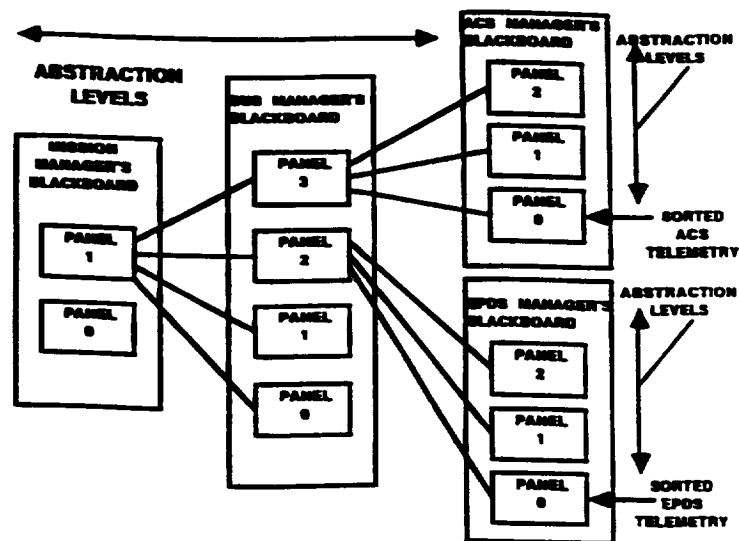 ABSTRACTION
LEVELS
MISSION
MANAGER'S
BLACKBOARD
PANEL
1
PANEL
0
BUS MANAGER'S
BLACKBOARD
PANEL
3
PANEL
2
PANEL
1
PANEL
0
ACS MANAGER'S
BLACKBOARD
PANEL
2
PANEL
1
PANEL
0
ABSTRACTION
LEVELS
SORTED
ACS
TELEMETRY
EPDS MANAGER'S
BLACKBOARD
PANEL
2
PANEL
1
PANEL
0
ABSTRACTION
LEVELS
SORTED
EPDS
TELEMETRY